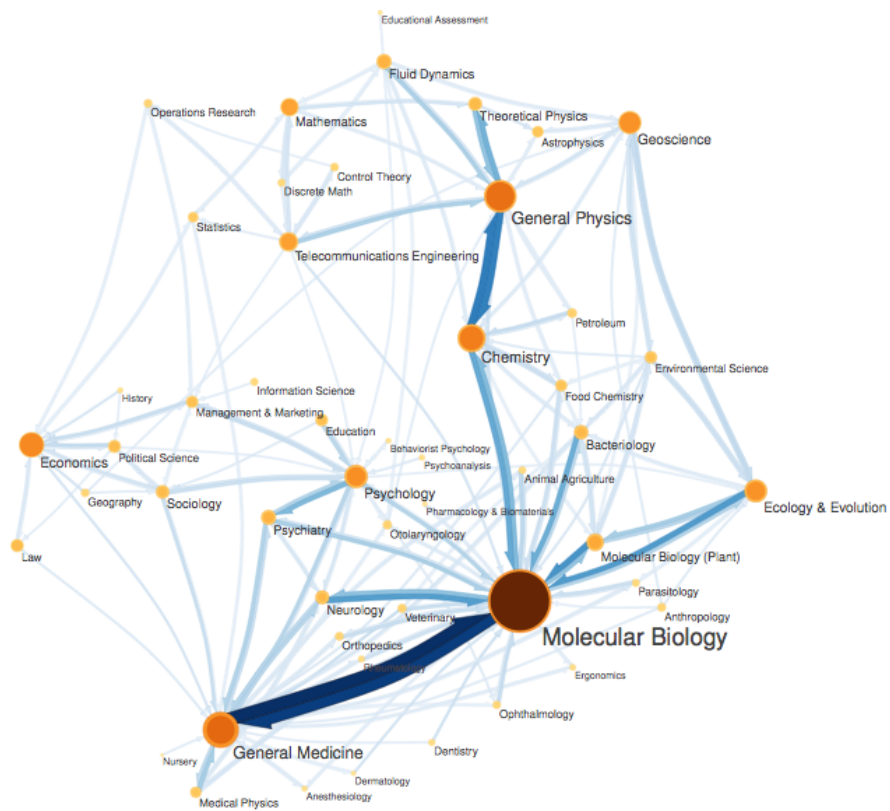 Educational Assessment
Fluid Dynamics
Operations Research
Mathematics
Theoretical Physics
Astrophysics
Geoscience
Control Theory
Discrete Math
General Physics
Statistics
Telecommunications Engineering
Petroleum
Chemistry
Environmental Science
Information Science
Food Chemistry
History
Management & Marketing
Education
Bacteriology
Behaviorist Psychology
Economics
Political Science
Psychoanalysis
Animal Agriculture
Psychology
Geography
Sociology
Ecology & Evolution
Pharmacology & Biomaterials
Psychiatry
Otolaryngology
Law
Molecular Biology (Plant)
Parasitology
Neurology
Veterinary
Anthropology
Molecular Biology
Orthopedics
Rheumatology
Ergonomics
Ophthalmology
General Medicine
Dentistry
Nursery
Dermatology
Medical Physics
Anesthesiology